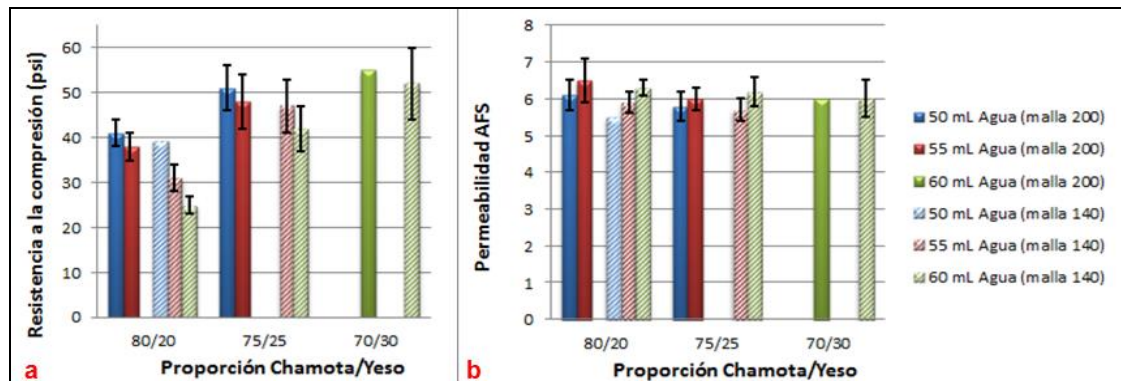 Resistencia a la compresión (psi)
60
50
40
30
20
10
0
80/20
75/25
70/30
Proporción Chamota/Yeso
a
Permeabilidad AFS
8
7
6
5
4
3
2
1
0
80/20
75/25
70/30
Proporción Chamota/Yeso
b
50 mL Agua (malla 200)
55 mL Agua (malla 200)
60 mL Agua (malla 200)
50 mL Agua (malla 140)
55 mL Agua (malla 140)
60 mL Agua (malla 140)